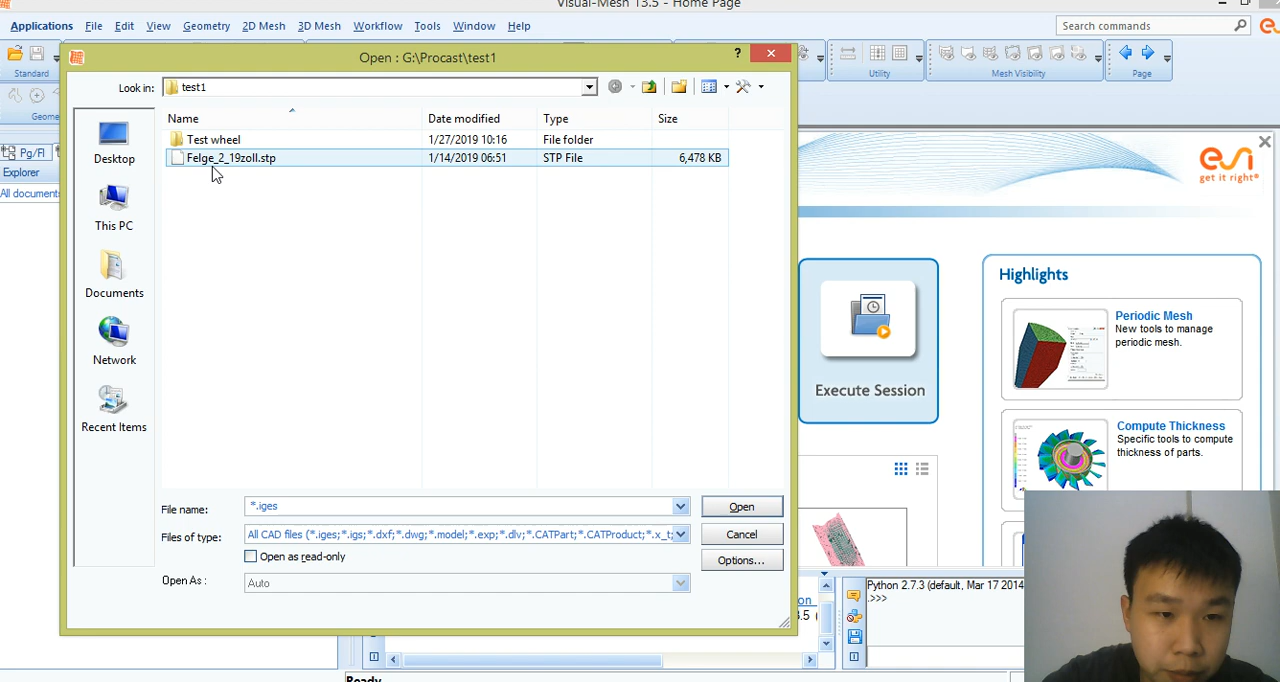 Visual-Mesh 13.5 - Home Page
Applications File Edit View Geometry 2D Mesh 3D Mesh Workflow Tools Window Help
Search commands
Standard
Utility
Mesh Visibility
Page
Geome
Pg/Fl
Explorer
All document
Open : G:\Procast\test1
?
Look in: test1
Name Date modified Type Size
Test wheel 1/27/2019 10:16 File folder
Felge_2_19zoll.stp 1/14/2019 06:51 STP File 6,478 KB
Desktop
This PC
Documents
Network
Recent Items
File name: *.iges
Open
Files of type: All CAD files (*.iges;*.igs;*.dxf;*.dwg;*.model;*.exp;*.dlv;*.CATPart;*.CATProduct;*.x_t;
Cancel
Open as read-only
Options...
Open As : Auto
esi
get it right®
Execute Session
Highlights
Periodic Mesh
New tools to manage
periodic mesh.
Compute Thickness
Specific tools to compute
thickness of parts.
on
3.5 (
Python 2.7.3 (default, Mar 17 2014
.>>>
Ready